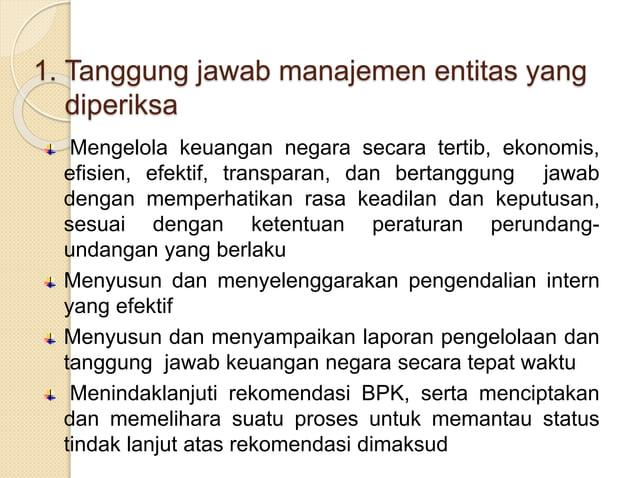 1. Tanggung jawab manajemen entitas yang
diperiksa
Mengelola keuangan negara secara tertib, ekonomis,
efisien, efektif, transparan, dan bertanggung jawab
dengan memperhatikan rasa keadilan dan keputusan,
sesuai dengan ketentuan peraturan perundang-
undangan yang berlaku
Menyusun dan menyelenggarakan pengendalian intern
yang efektif
Menyusun dan menyampaikan laporan pengelolaan dan
tanggung jawab keuangan negara secara tepat waktu
Menindaklanjuti rekomendasi BPK, serta menciptakan
dan memelihara suatu proses untuk memantau status
tindak lanjut atas rekomendasi dimaksud